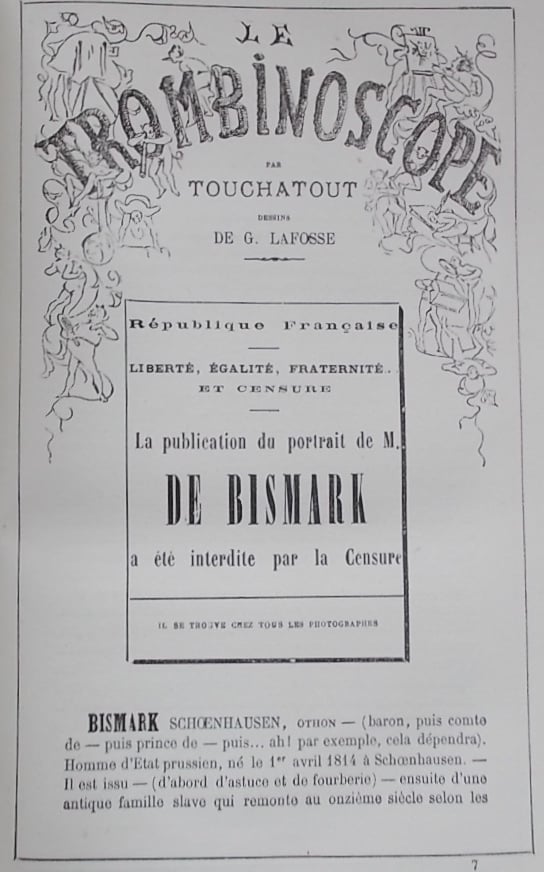 LE
TROMBINOSCOPE
PAR
TOUCHATOUT
DESSINS
DE G. LAFOSSE
République Française
LIBERTÉ, ÉGALITÉ, FRATERNITÉ..
ET CENSURE
La publication du portrait de M.
DE BISMARK
a été interdite par la Censure
IL SE TROUVE CHEZ TOUS LES PHOTOGRAPHES
BISMARK SCHŒNHAUSEN, OTHON — (baron, puis comte
de — puis prince de — puis... ah! par exemple, cela dépendra).
Homme d'Etat prussien, né le 1er avril 1814 à Schœnhausen. —
Il est issu — (d'abord d'astuce et de fourberie) — ensuite d'une
antique famille slave qui remonte au onzième siècle selon les
7